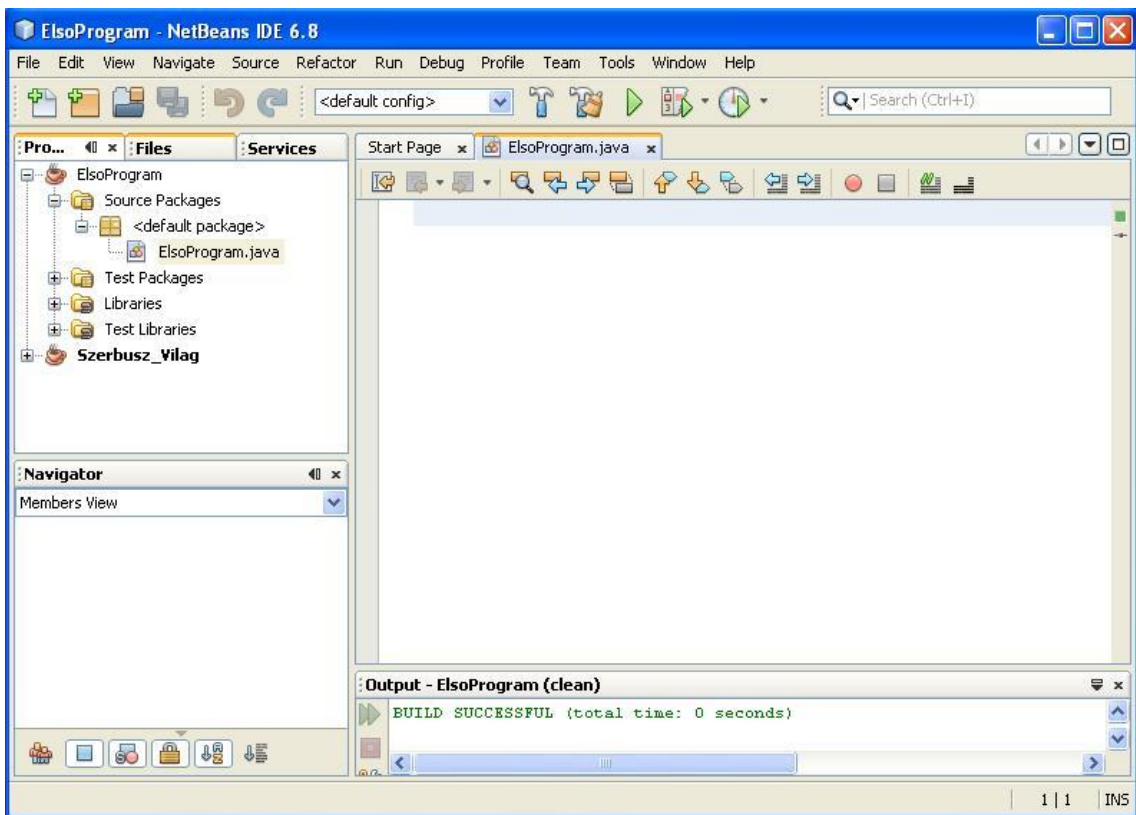 ElsoProgram - NetBeans IDE 6.8
File Edit View Navigate Source Refactor Run Debug Profile Team Tools Window Help
<default config> Search (Ctrl+I)
Pro... Files Services
ElsoProgram
Source Packages
<default package>
ElsoProgram.java
Test Packages
Libraries
Test Libraries
Szerbusz_Vilag
Navigator
Members View
Start Page ElsoProgram.java
Output - ElsoProgram (clean)
BUILD SUCCESSFUL (total time: 0 seconds)
1 | 1 INS